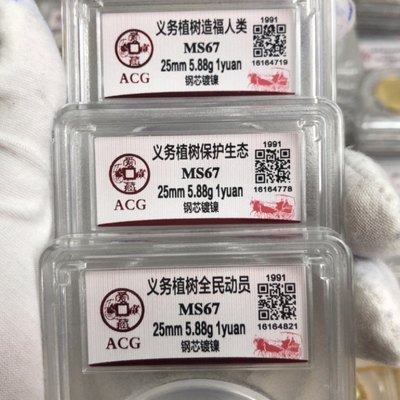 义务植树造福人类
1991
MS67
25mm 5.88g 1yuan
16164719
ACG
钢芯镀镍
义务植树保护生态
1991
MS67
25mm 5.88g 1yuan
16164778
ACG
钢芯镀镍
义务植树全民动员
1991
MS67
25mm 5.88g 1yuan
16164821
ACG
钢芯镀镍